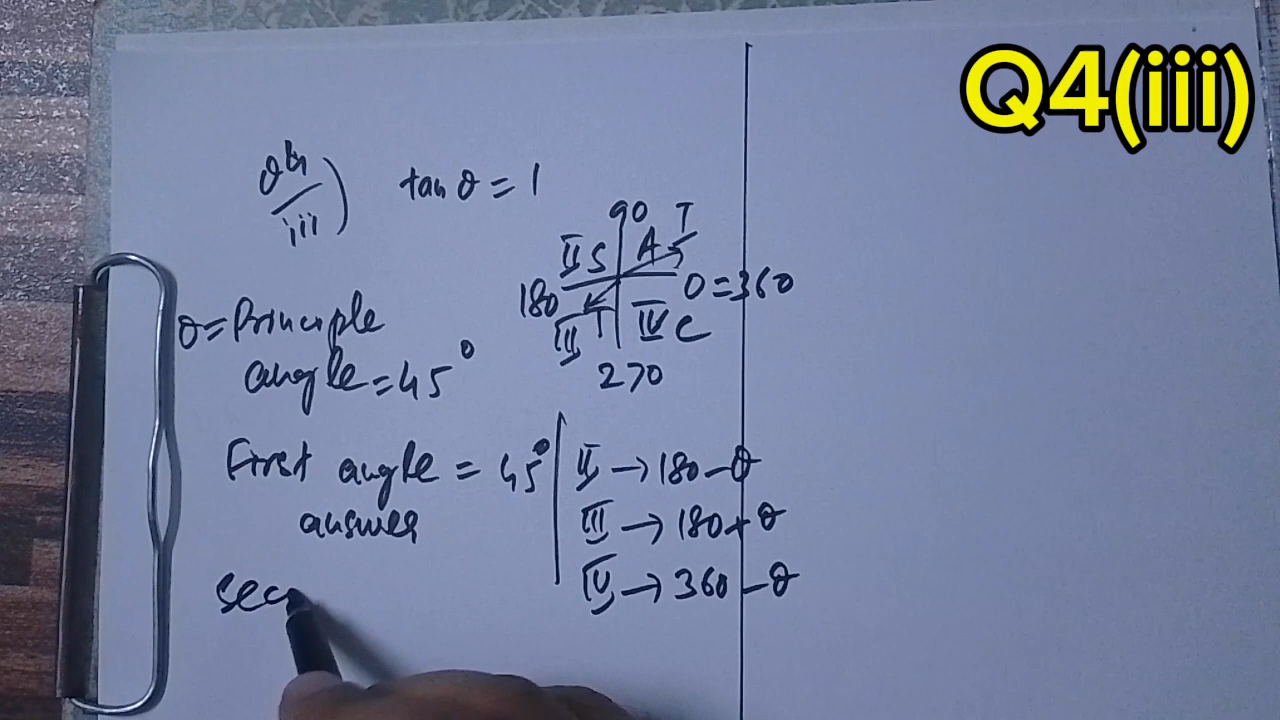 Q4(iii)
Q4/iii) tan θ = 1
90 T
II S A
180 0=360
III T IV C
270
θ=Principle
angle=45°
First angle = 45°
answer
II → 180-θ
III → 180+θ
IV → 360-θ
sec